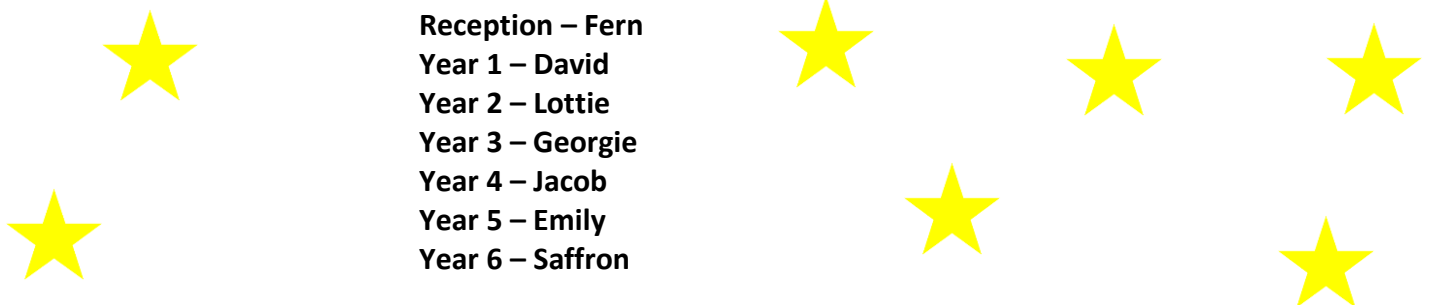 Reception – Fern
Year 1 – David
Year 2 – Lottie
Year 3 – Georgie
Year 4 – Jacob
Year 5 – Emily
Year 6 – Saffron